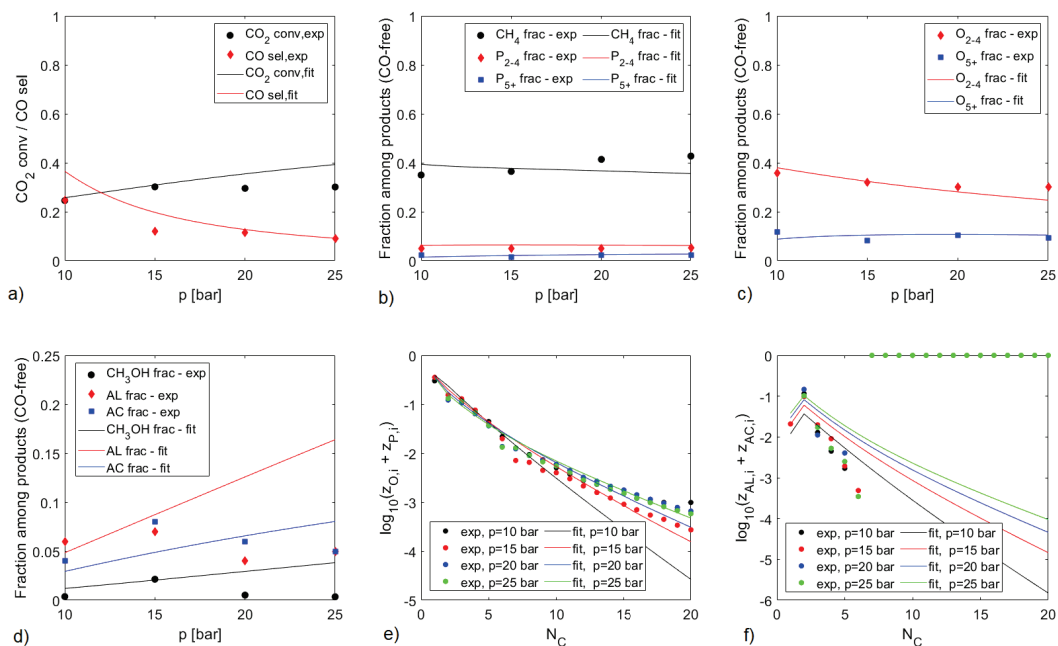 1
0.8
0.6
0.4
0.2
0
CO2 conv / CO sel
CO2 conv,exp
CO sel,exp
CO2 conv,fit
CO sel,fit
10 15 20 25
p [bar]
a)
1
0.8
0.6
0.4
0.2
0
Fraction among products (CO-free)
CH4 frac - exp
P2-4 frac - exp
P5+ frac - exp
CH4 frac - fit
P2-4 frac - fit
P5+ frac - fit
10 15 20 25
p [bar]
b)
1
0.8
0.6
0.4
0.2
0
Fraction among products (CO-free)
O2-4 frac - exp
O5+ frac - exp
O2-4 frac - fit
O5+ frac - fit
10 15 20 25
p [bar]
c)
0.25
0.2
0.15
0.1
0.05
0
Fraction among products (CO-free)
CH3OH frac - exp
AL frac - exp
AC frac - exp
CH3OH frac - fit
AL frac - fit
AC frac - fit
10 15 20 25
p [bar]
d)
0
-1
-2
-3
-4
-5
log10(zO,i + zP,i)
exp, p=10 bar
exp, p=15 bar
exp, p=20 bar
exp, p=25 bar
fit, p=10 bar
fit, p=15 bar
fit, p=20 bar
fit, p=25 bar
0 5 10 15 20
NC
e)
0
-1
-2
-3
-4
-5
-6
log10(zAL,i + zAC,i)
exp, p=10 bar
exp, p=15 bar
exp, p=20 bar
exp, p=25 bar
fit, p=10 bar
fit, p=15 bar
fit, p=20 bar
fit, p=25 bar
0 5 10 15 20
NC
f)